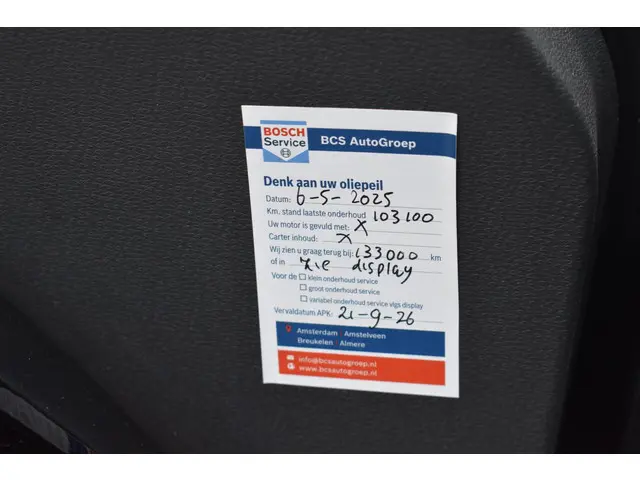 BOSCH
Service
BCS AutoGroep
Denk aan uw oliepeil
Datum: 6-5-2025
Km. stand laatste onderhoud 103100
Uw motor is gevuld met: X
Carter inhoud: X
Wij zien u graag terug bij: 133000 km
of in zie display
Voor de klein onderhoud service
groot onderhoud service
variabel onderhoud service vlgs display
Vervaldatum APK: 21-9-26
Amsterdam Amstelveen
Breukelen Almere
info@bcsautogroep.nl
www.bcsautogroep.nl